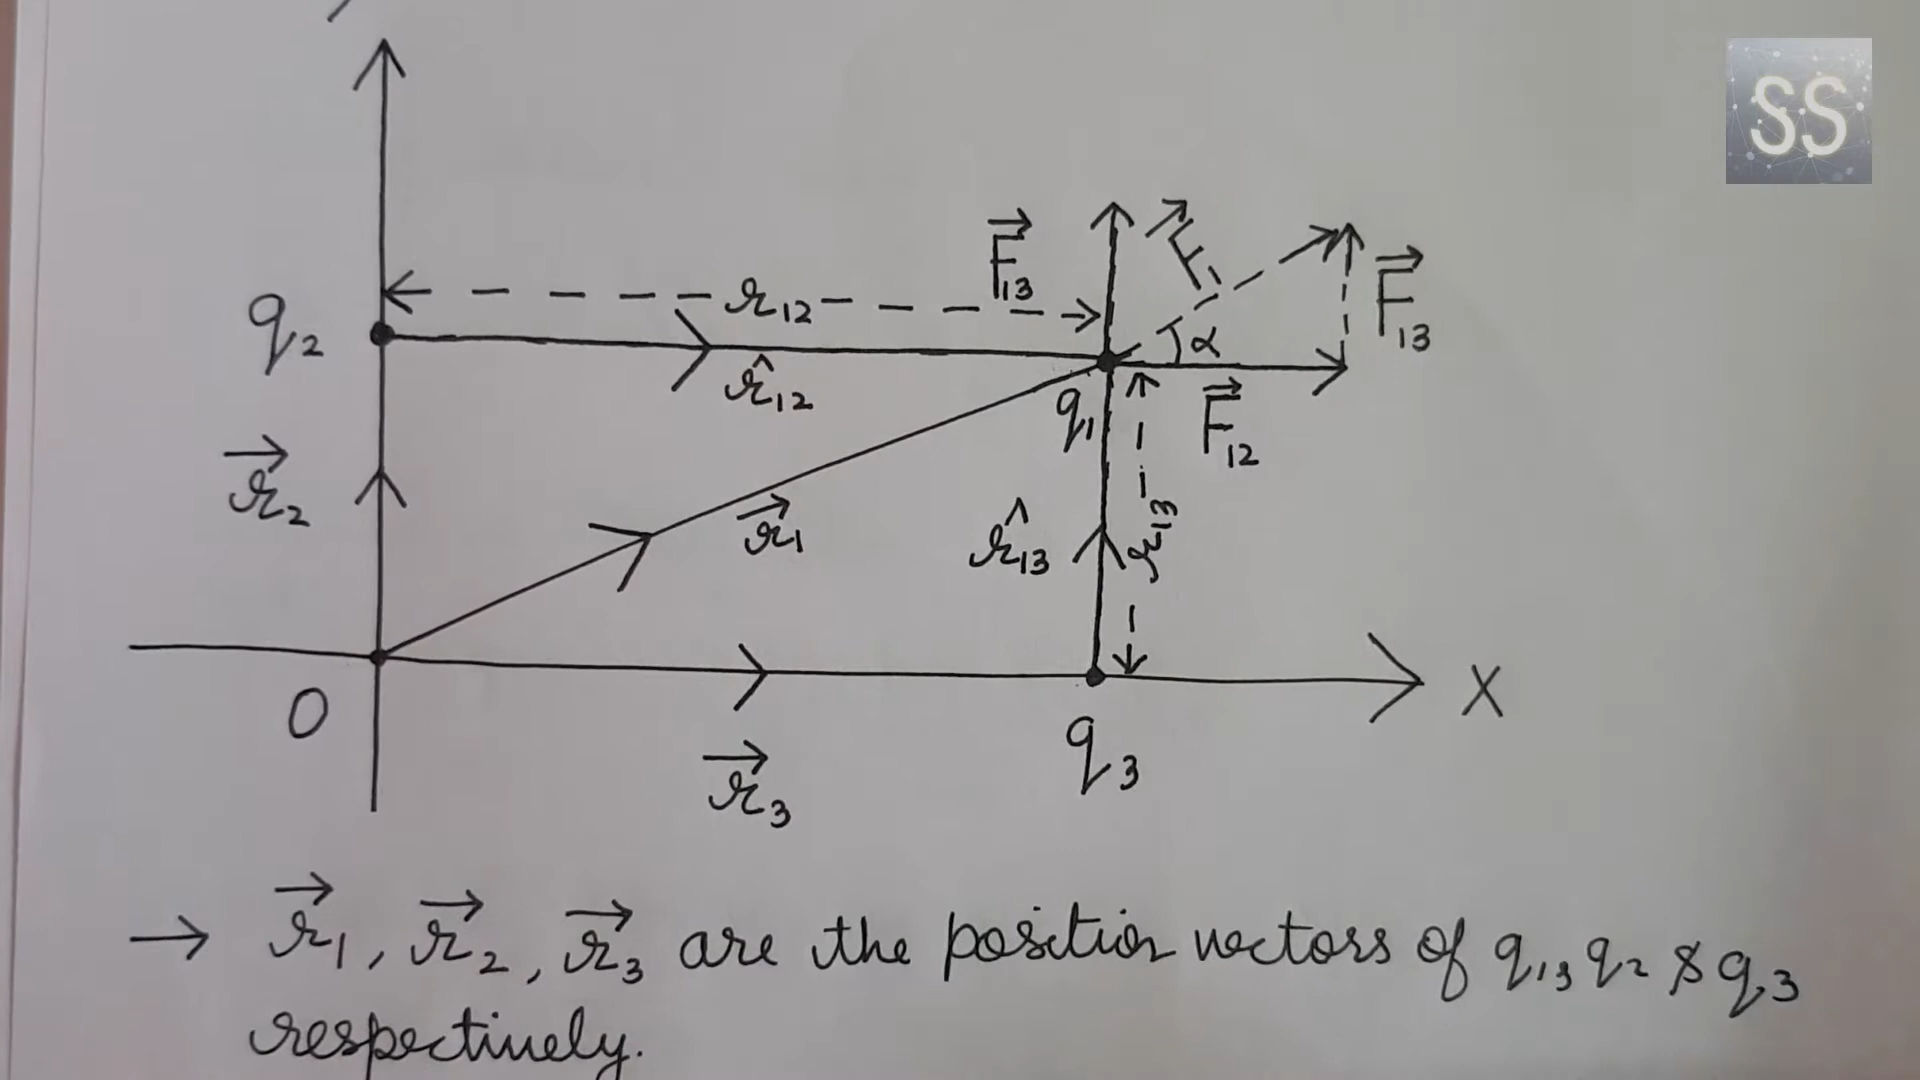 SS
F⃗₁₃
F⃗₁
F⃗₁₃
r₁₂
q₂
α
r̂₁₂
q₁
F⃗₁₂
r⃗₂
r⃗₁
r̂₁₃
r₁₃
O
X
r⃗₃
q₃
→ r⃗₁, r⃗₂, r⃗₃ are the position vectors of q₁, q₂ & q₃
respectively.